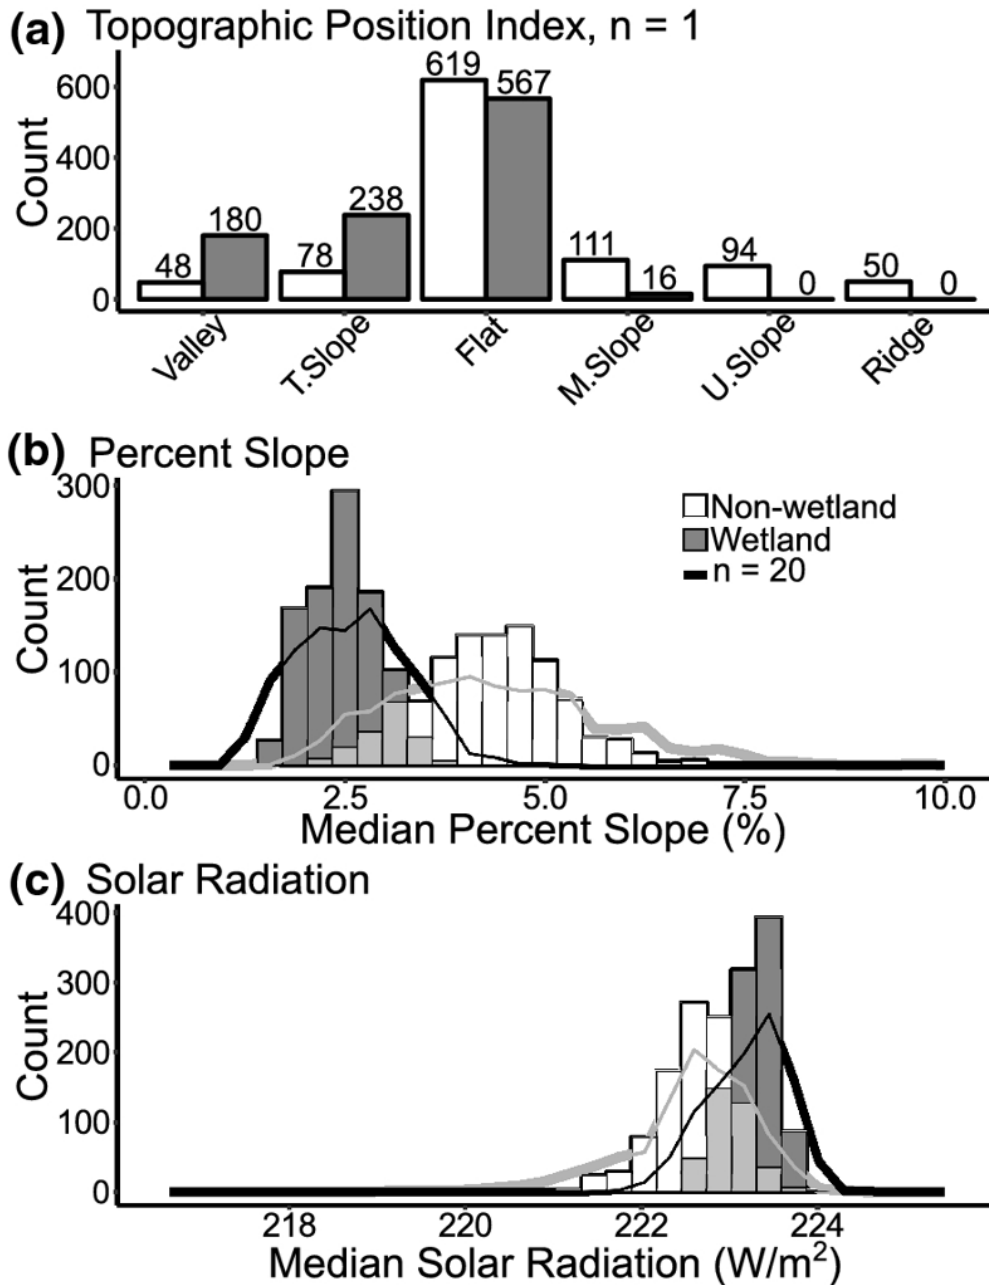 (a) Topographic Position Index, n = 1
Count
600
400
200
0
48 180 78 238 619 567 111 16 94 0 50 0
Valley T.Slope Flat M.Slope U.Slope Ridge
(b) Percent Slope
Count
300
200
100
0
Non-wetland
Wetland
n = 20
0.0 2.5 5.0 7.5 10.0
Median Percent Slope (%)
(c) Solar Radiation
Count
400
300
200
100
0
218 220 222 224
Median Solar Radiation (W/m²)